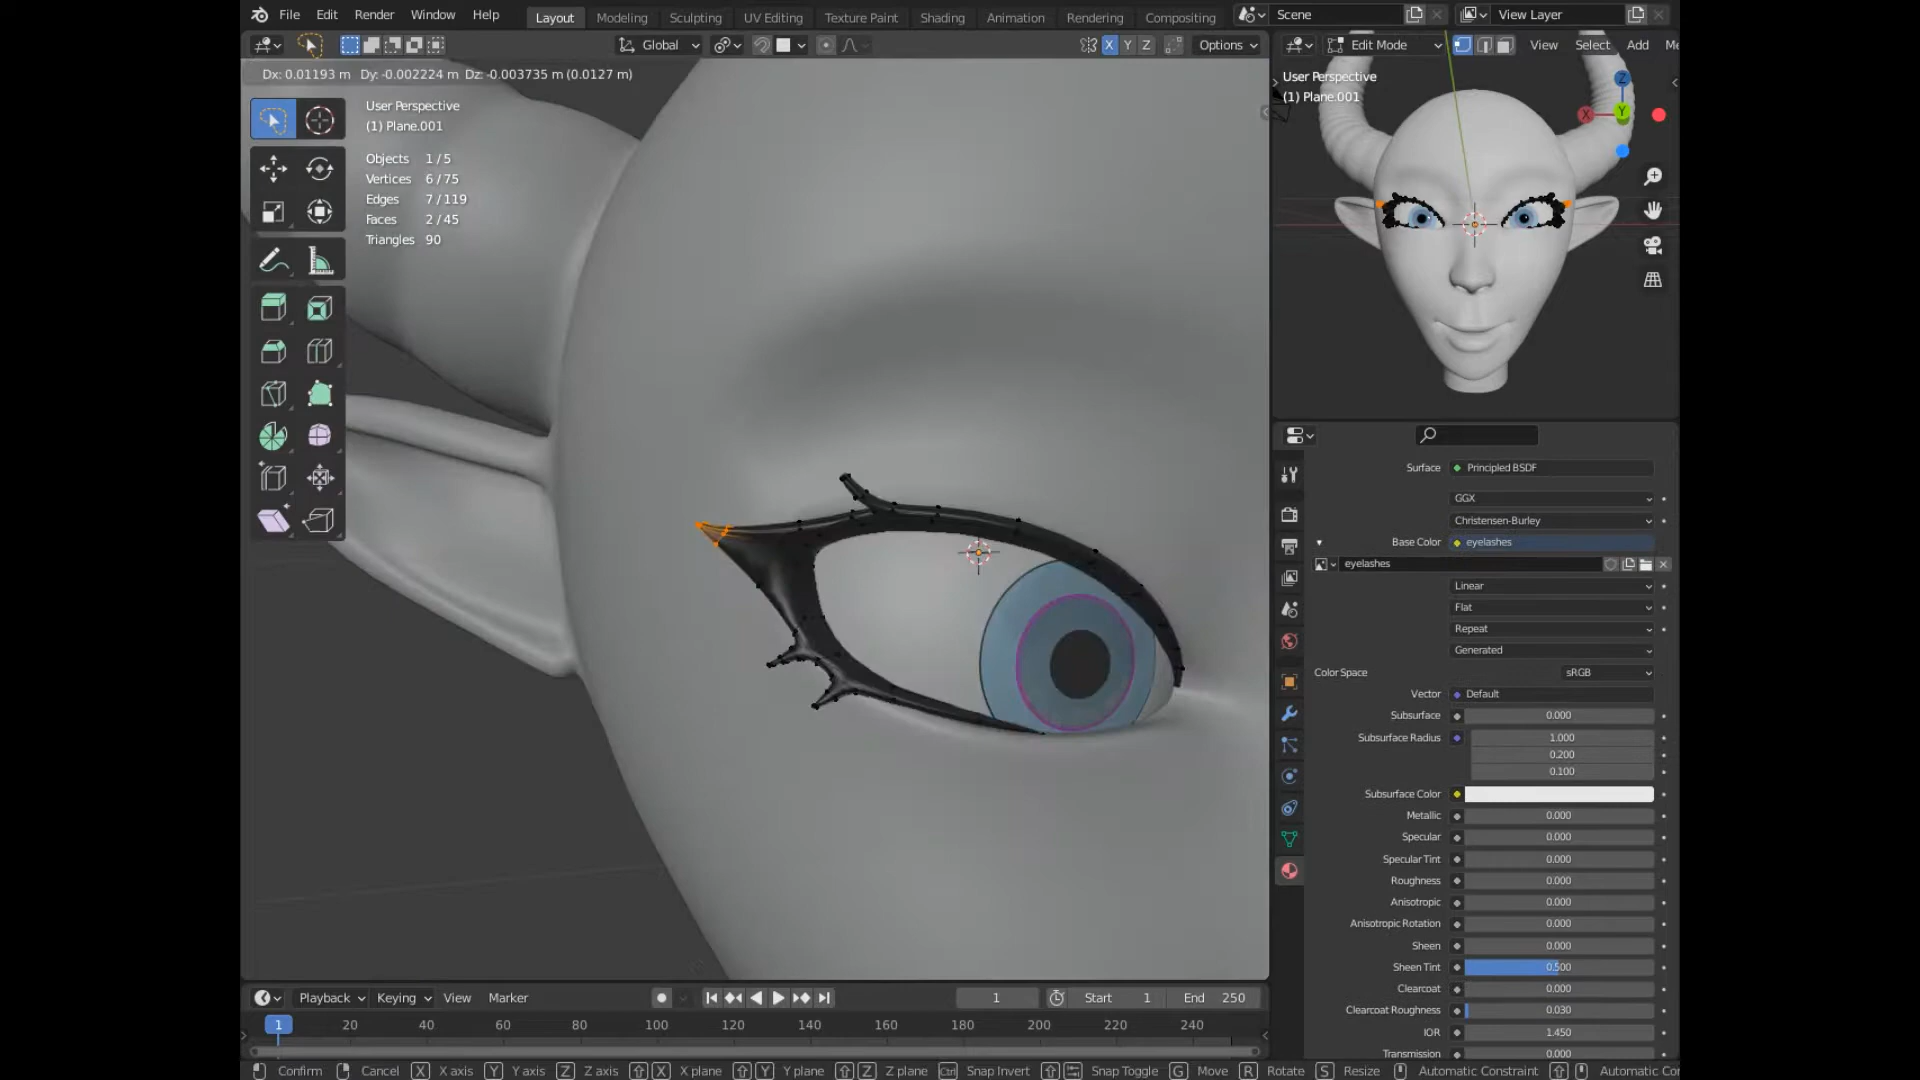 File Edit Render Window Help Layout Modeling Sculpting UV Editing Texture Paint Shading Animation Rendering Compositing Scene View Layer
Global X Y Z Options Edit Mode View Select Add Me
Dx: 0.01193 m Dy: -0.002224 m Dz: -0.003735 m (0.0127 m)
User Perspective
(1) Plane.001
Objects 1/5
Vertices 6/75
Edges 7/119
Faces 2/45
Triangles 90
User Perspective
(1) Plane.001
Z
X
Y
Surface Principled BSDF
GGX
Christensen-Burley
Base Color eyelashes
eyelashes
Linear
Flat
Repeat
Generated
Color Space sRGB
Vector Default
Subsurface 0.000
Subsurface Radius 1.000
0.200
0.100
Subsurface Color
Metallic 0.000
Specular 0.000
Specular Tint 0.000
Roughness 0.000
Anisotropic 0.000
Anisotropic Rotation 0.000
Sheen 0.000
Sheen Tint 0.500
Clearcoat 0.000
Clearcoat Roughness 0.030
IOR 1.450
Transmission 0.000
Playback Keying View Marker 1 Start 1 End 250
1 20 40 60 80 100 120 140 160 180 200 220 240
Confirm Cancel X X axis Y Y axis Z Z axis X X plane Y Y plane Z Z plane Ctrl Snap Invert Snap Toggle G Move R Rotate S Resize Automatic Constraint Automatic Con